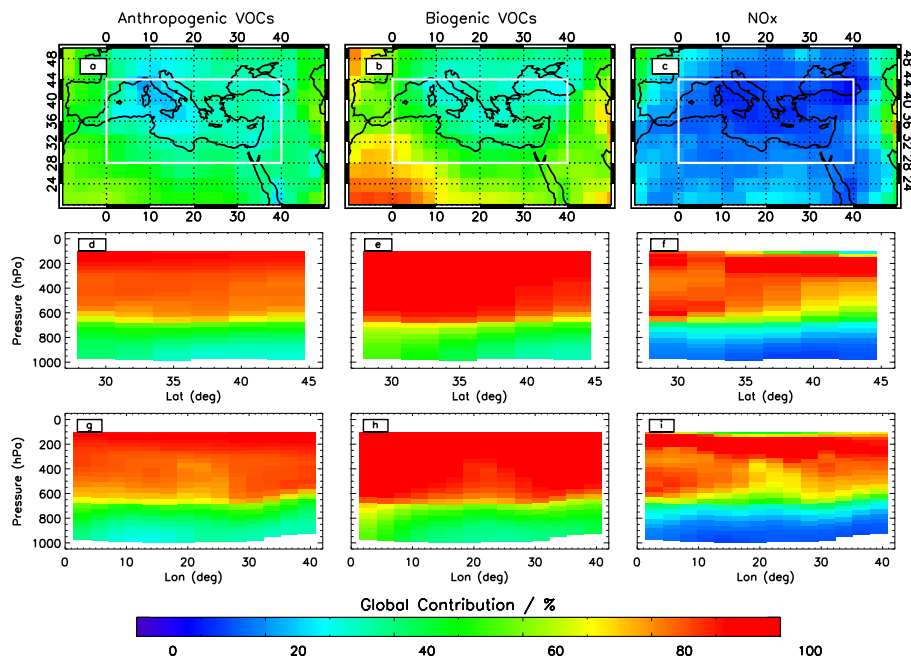 Anthropogenic VOCs Biogenic VOCs NOx
0 10 20 30 40 0 10 20 30 40 0 10 20 30 40
a b c
48 48
44 44
40 40
36 36
32 32
28 28
24 24
0 10 20 30 40 0 10 20 30 40 0 10 20 30 40
d e f
Pressure (hPa)
0
200
400
600
800
1000
30 35 40 45 30 35 40 45 30 35 40 45
Lat (deg) Lat (deg) Lat (deg)
g h i
Pressure (hPa)
0
200
400
600
800
1000
0 10 20 30 40 0 10 20 30 40 0 10 20 30 40
Lon (deg) Lon (deg) Lon (deg)
Global Contribution / %
0 20 40 60 80 100